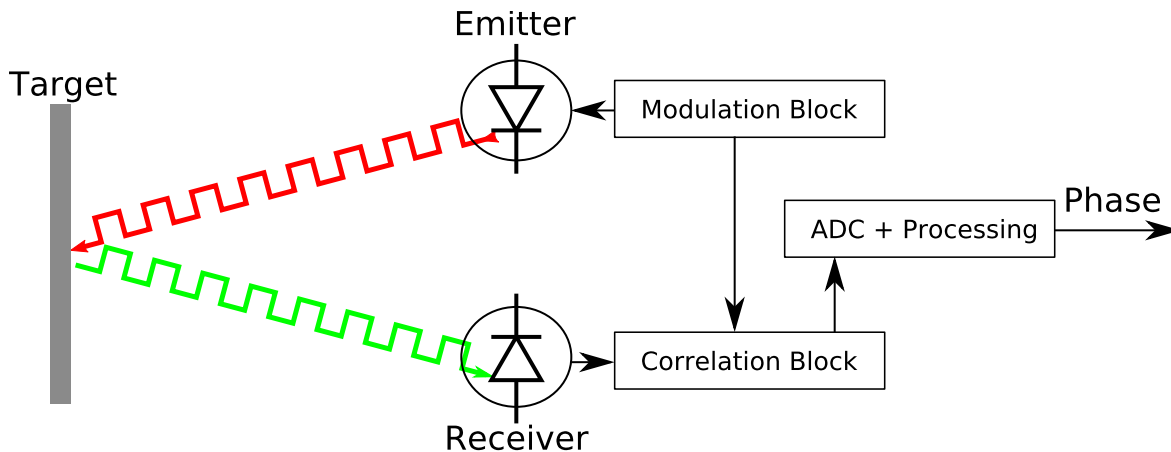 Emitter
Target
Modulation Block
Phase
ADC + Processing
Correlation Block
Receiver